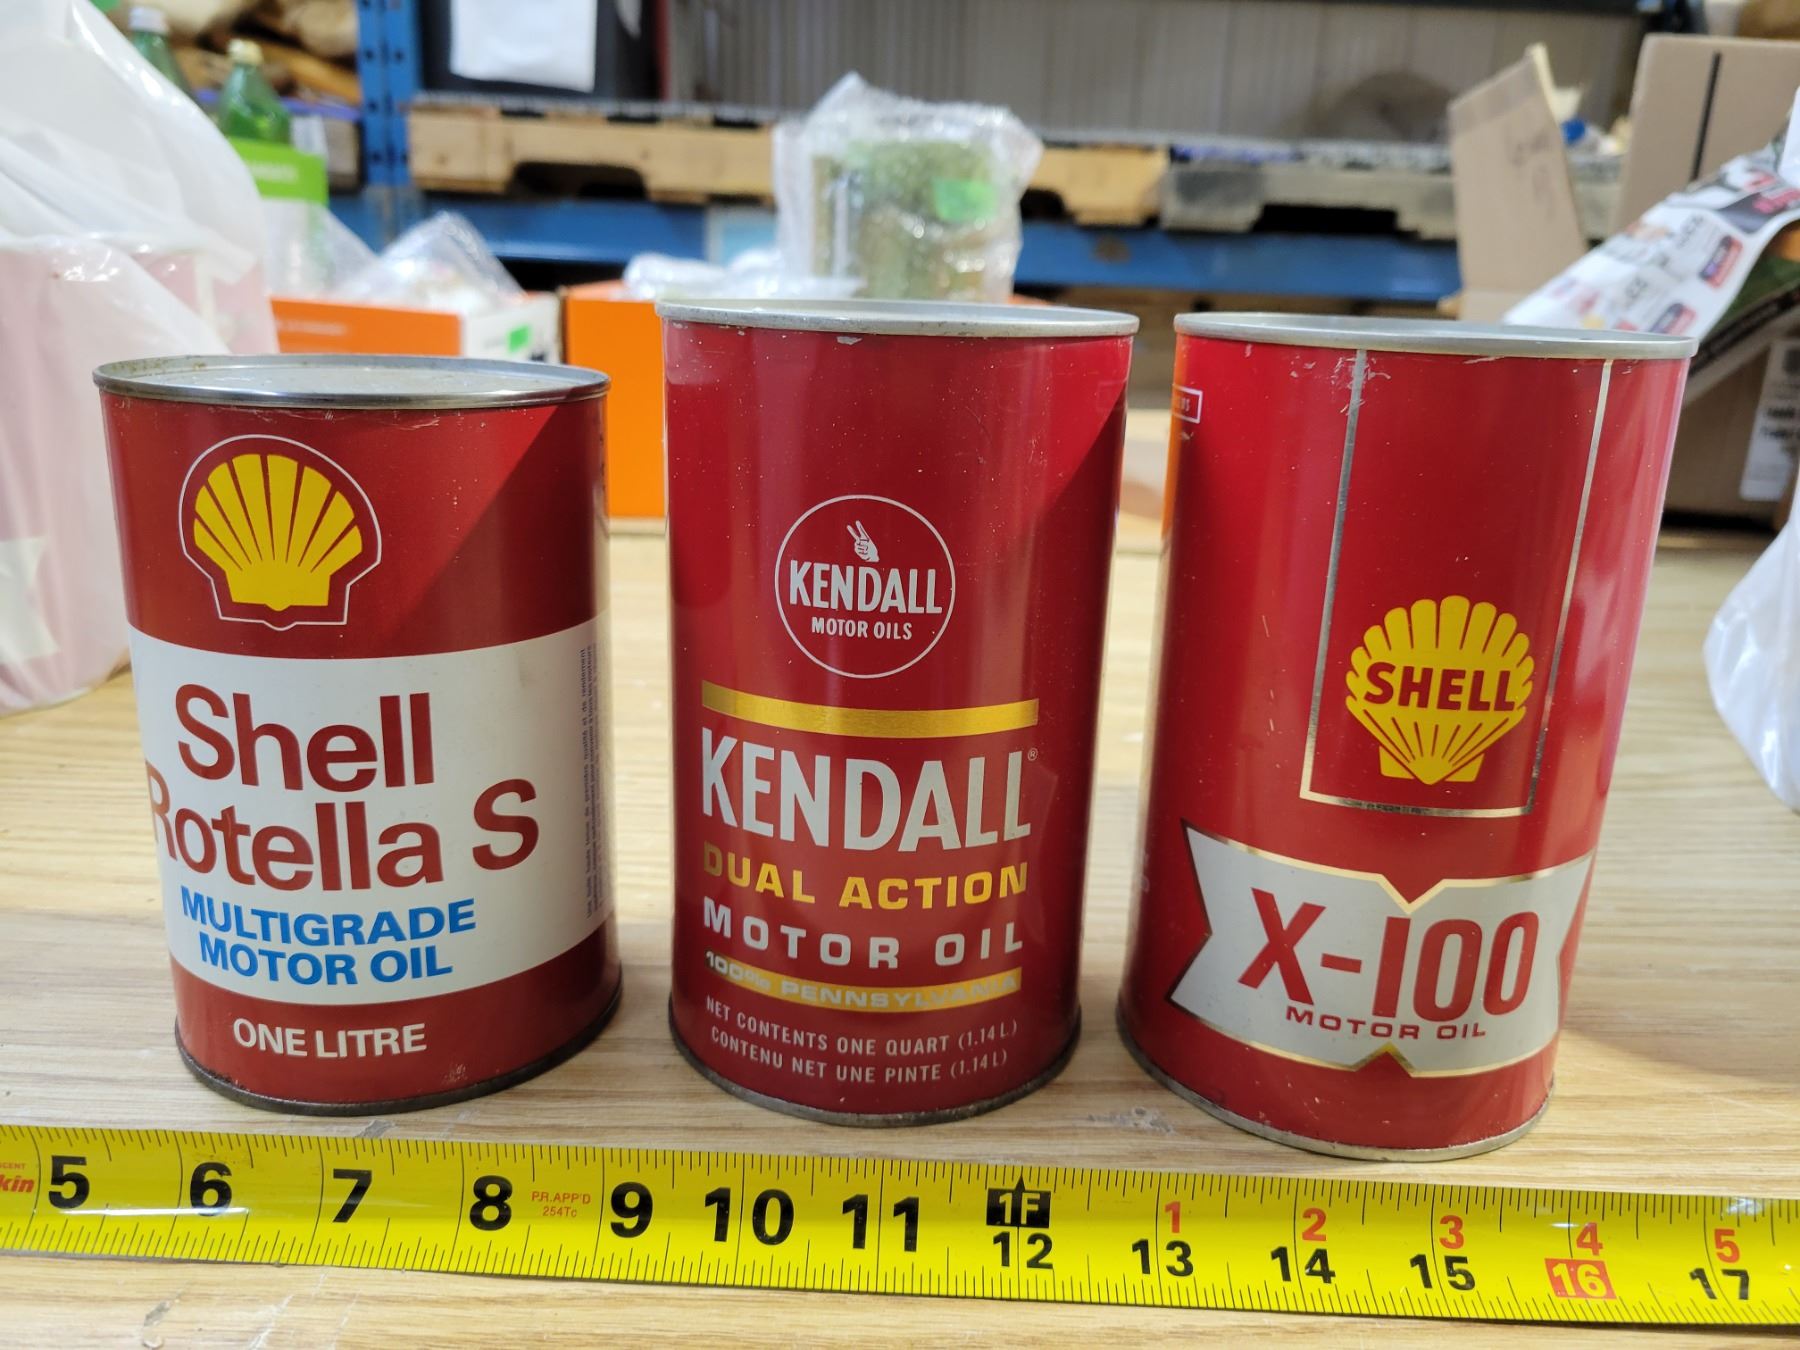 Shell
Rotella S
MULTIGRADE
MOTOR OIL
ONE LITRE
KENDALL
MOTOR OILS
KENDALL®
DUAL ACTION
MOTOR OIL
100% PENNSYLVANIA
NET CONTENTS ONE QUART (1.14 L)
CONTENU NET UNE PINTE (1.14 L)
SHELL
X-100
MOTOR OIL
1 2 3 4 5
5 6 7 8 P.R. APP'D 9 10 11 1F 12 13 14 15 16 17
254Tc